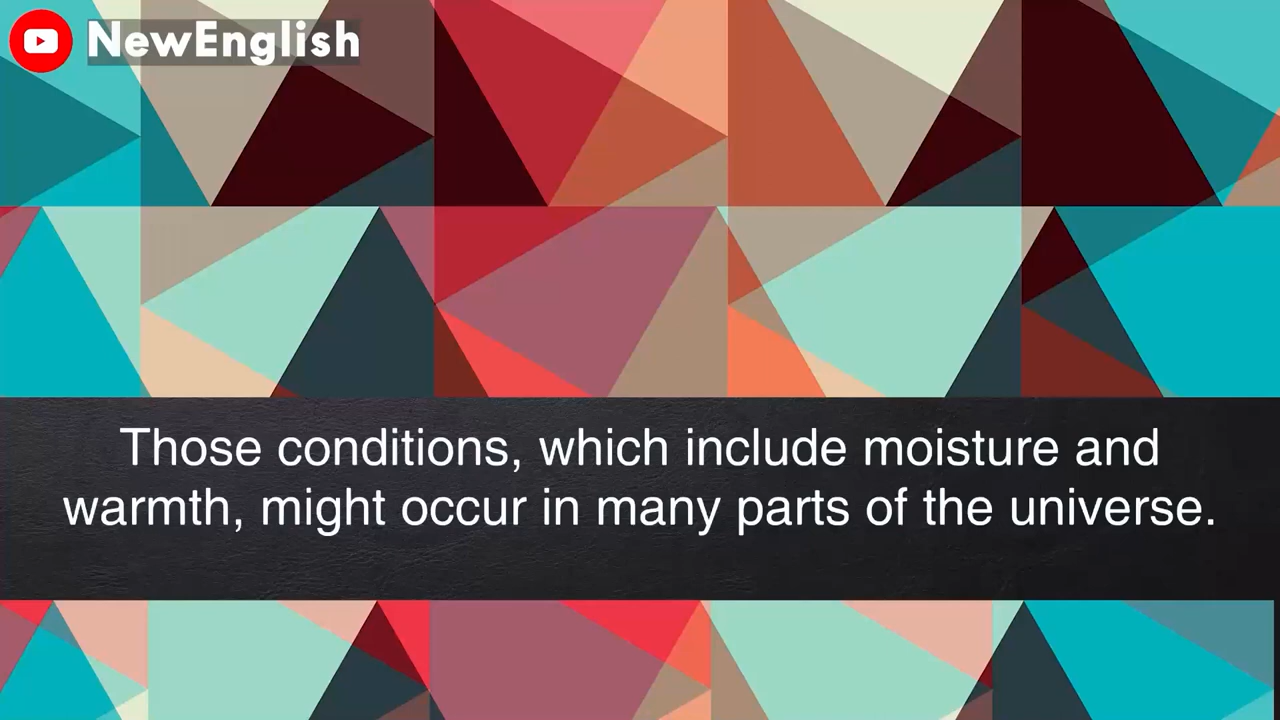 NewEnglish
Those conditions, which include moisture and
warmth, might occur in many parts of the universe.